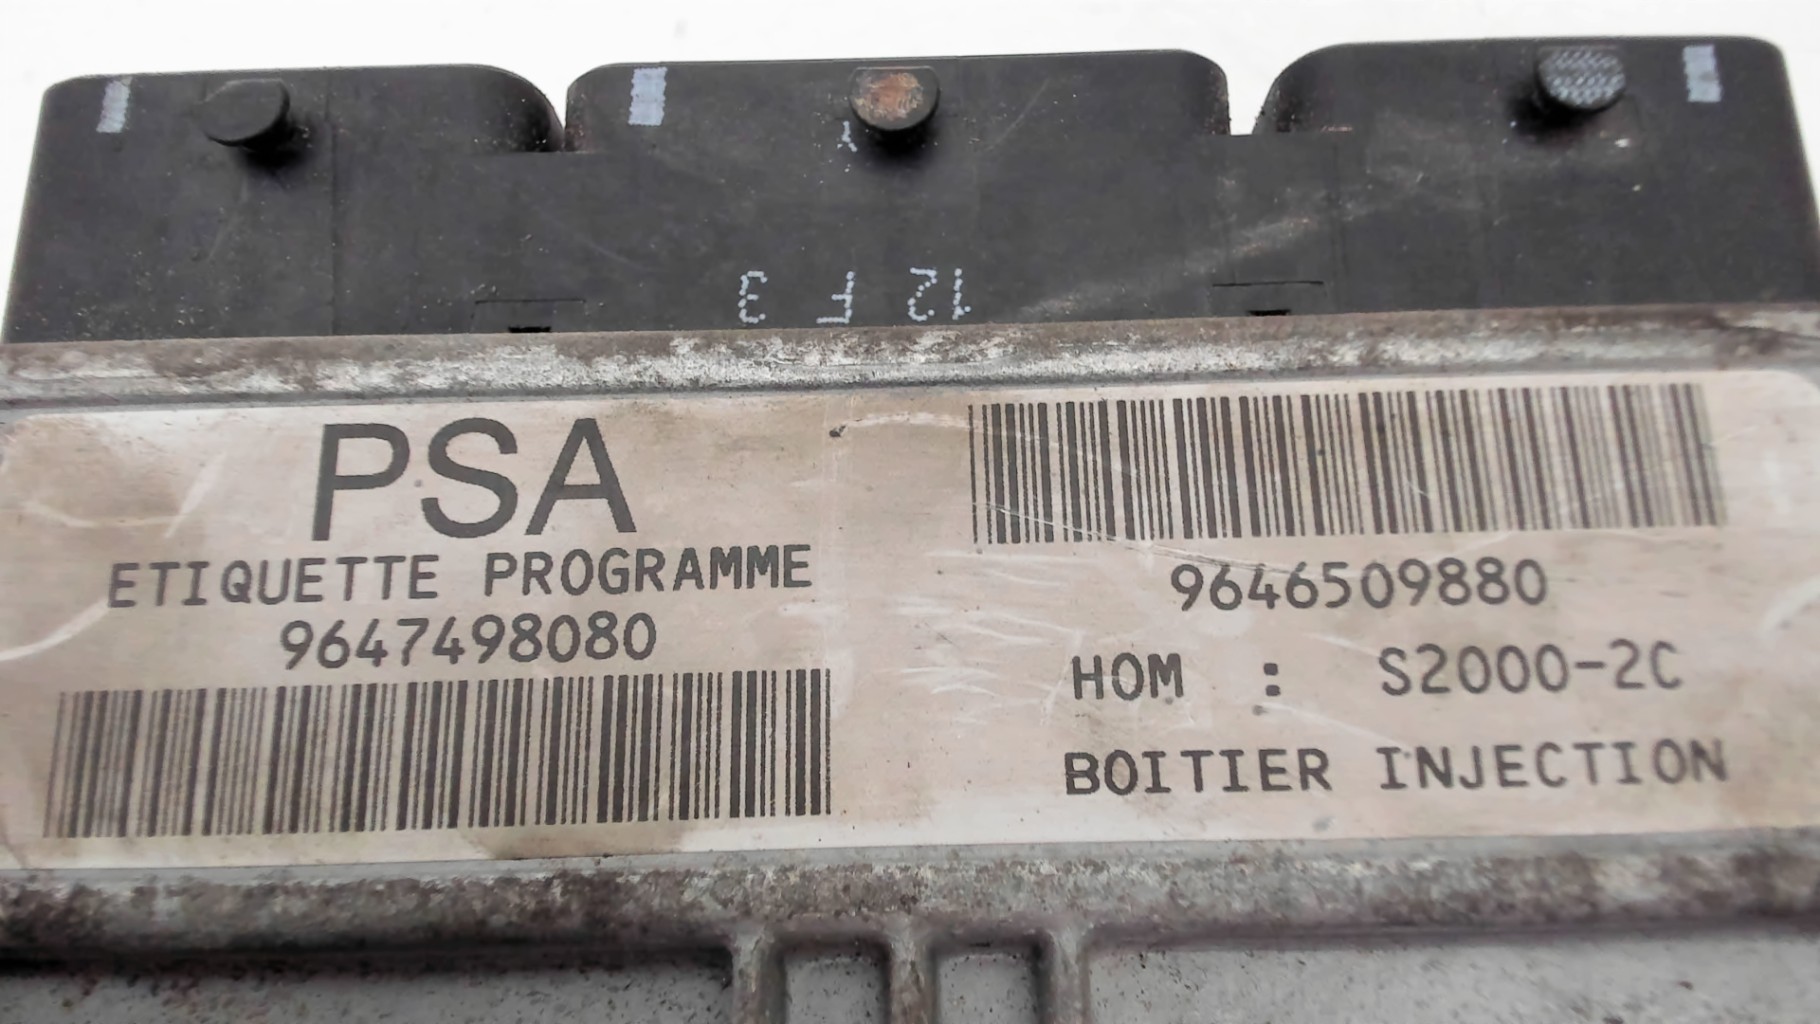 12 F 3
PSA
ETIQUETTE PROGRAMME
9647498080
9646509880
HOM : S2000-2C
BOITIER INJECTION